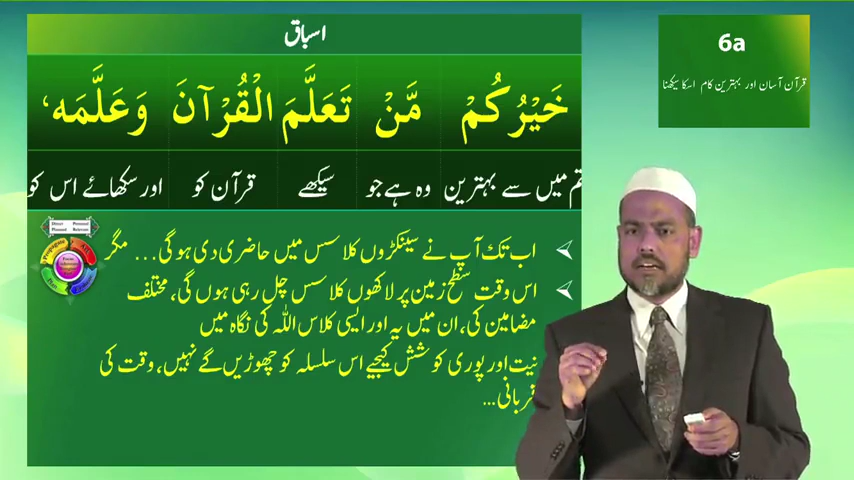 اسباق
6a
قرآن آسان اور بہترین کام اسکا سیکھنا
خَيْرُكُمْ مَّنْ تَعَلَّمَ الْقُرْآنَ وَعَلَّمَه،
تم میں سے بہترین وہ ہے جو سیکھے قرآن کو اور سکھائے اس کو
اب تک آپ نے سینکڑوں کلاسس میں حاضری دی ہوگی... مگر
اس وقت سطح زمین پر لاکھوں کلاسس چل رہی ہوں گی، مختلف
مضامین کی، ان میں یہ اور ایسی کلاس اللہ کی نگاہ میں
نیت اور پوری کوشش کیجیے اس سلسلہ کو چھوڑیں گے نہیں، وقت کی
قربانی...